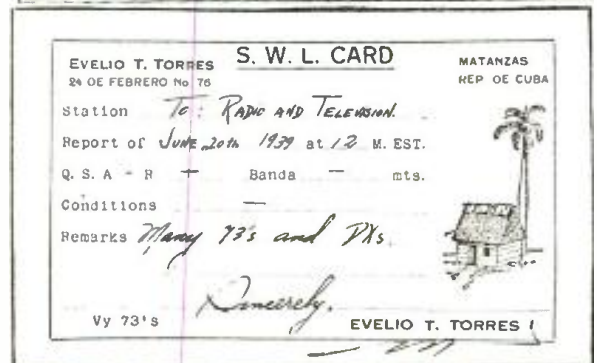 S. W. L. CARD
EVELIO T. TORRES
24 DE FEBRERO No 76
MATANZAS
REP DE CUBA
Station To: RADIO AND TELEVISION.
Report of JUNE 20th 1939 at 12 M. EST.
Q. S. A - R + Banda — mts.
Conditions —
Remarks Many 73's and DXs.
Sincerely,
Vy 73's EVELIO T. TORRES